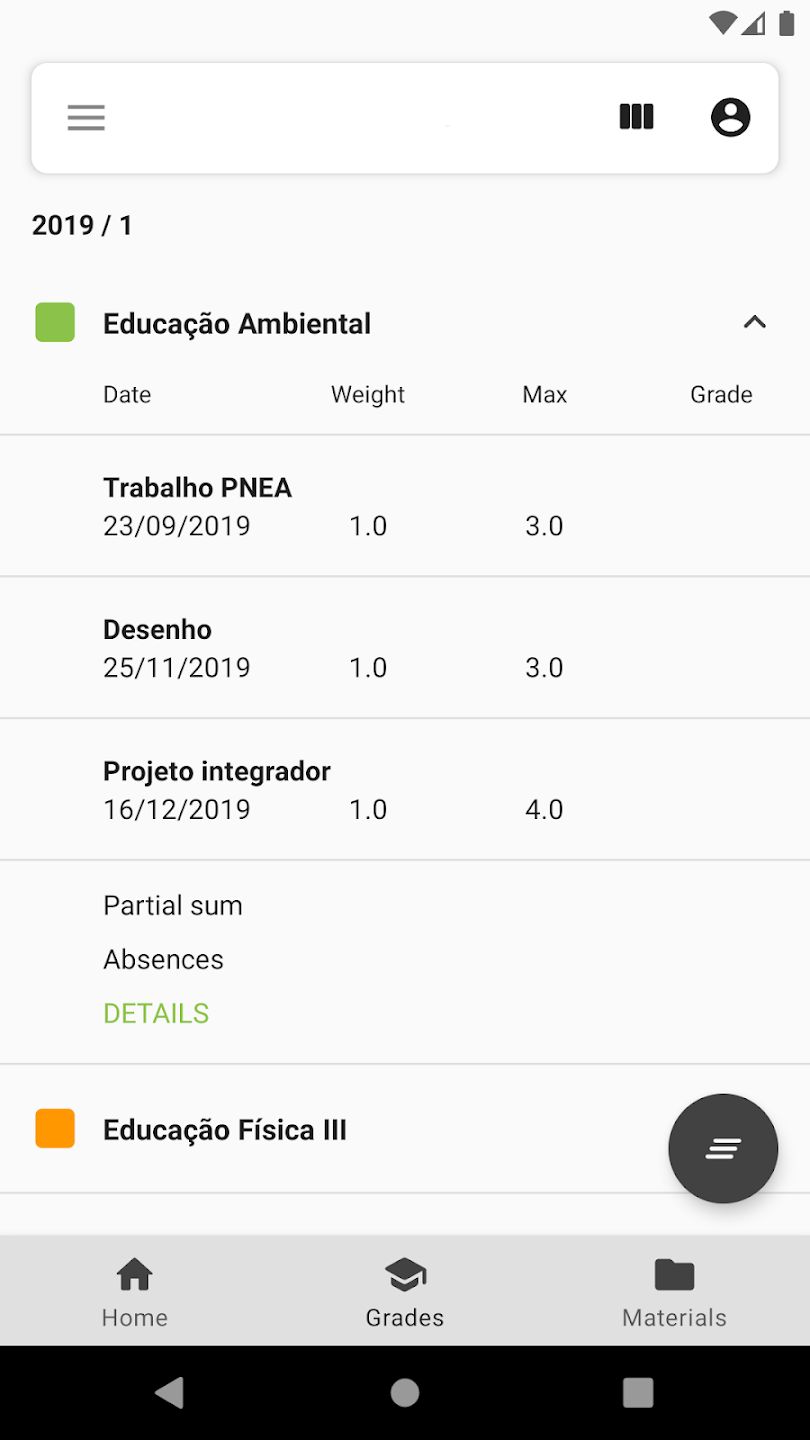 2019 / 1
Educação Ambiental
Date Weight Max Grade
Trabalho PNEA
23/09/2019 1.0 3.0
Desenho
25/11/2019 1.0 3.0
Projeto integrador
16/12/2019 1.0 4.0
Partial sum
Absences
DETAILS
Educação Física III
Home Grades Materials